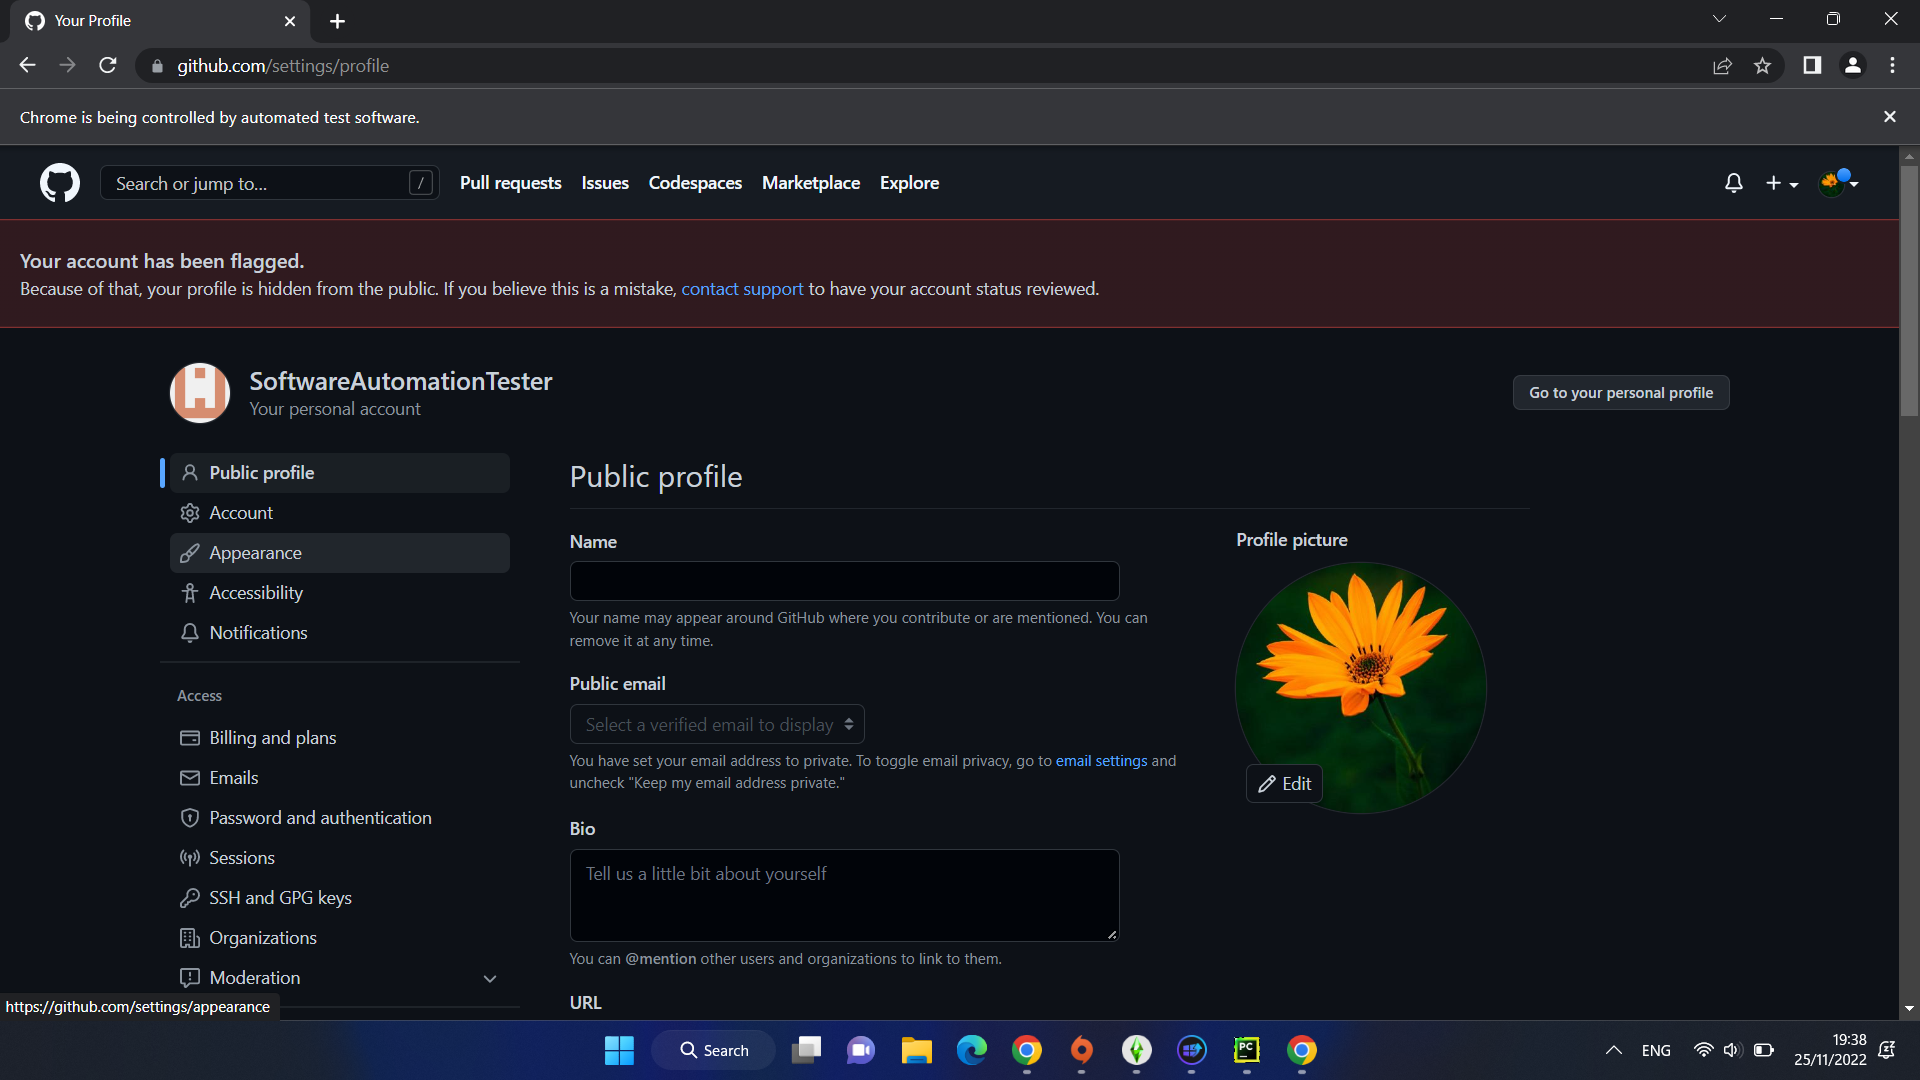 Your Profile
github.com/settings/profile
Chrome is being controlled by automated test software.
Search or jump to...
/
Pull requests
Issues
Codespaces
Marketplace
Explore
Your account has been flagged.
Because of that, your profile is hidden from the public. If you believe this is a mistake, contact support to have your account status reviewed.
SoftwareAutomationTester
Your personal account
Go to your personal profile
Public profile
Account
Appearance
Accessibility
Notifications
Access
Billing and plans
Emails
Password and authentication
Sessions
SSH and GPG keys
Organizations
Moderation
Public profile
Name
Your name may appear around GitHub where you contribute or are mentioned. You can
remove it at any time.
Public email
Select a verified email to display
You have set your email address to private. To toggle email privacy, go to email settings and
uncheck "Keep my email address private."
Bio
Tell us a little bit about yourself
You can @mention other users and organizations to link to them.
URL
Profile picture
Edit
https://github.com/settings/appearance
Search
PC
ENG
19:38
25/11/2022